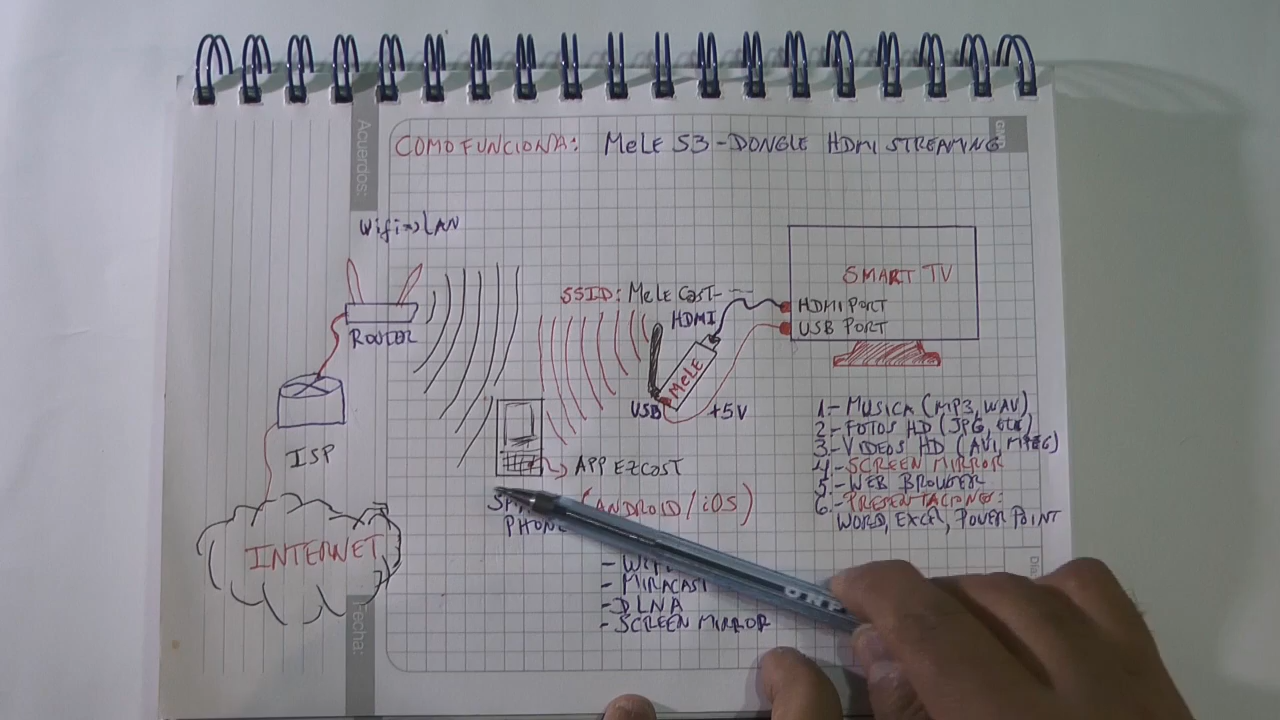 COMO FUNCIONA: MeLE S3-DONGLE HDMI STREAMING
Acuerdos:
Wifi=>LAN
ROUTER
ISP
INTERNET
SSID: MeLeCast- ---
HDMI
MeLE
USB
+5V
SMART TV
HDMI PORT
USB PORT
APP EZCAST
PHONE
(ANDROID/iOS)
- MIRACAST
- DLNA
- SCREEN MIRROR
1.- MUSICA (MP3, WAV)
2.- FOTOS HD (JPG, etc)
3.- VIDEOS HD (AVI, MPEG)
4.- SCREEN MIRROR
5.- WEB BROWSER
6.- PRESENTACIONES:
WORD, EXCEL, POWER POINT
Fecha: